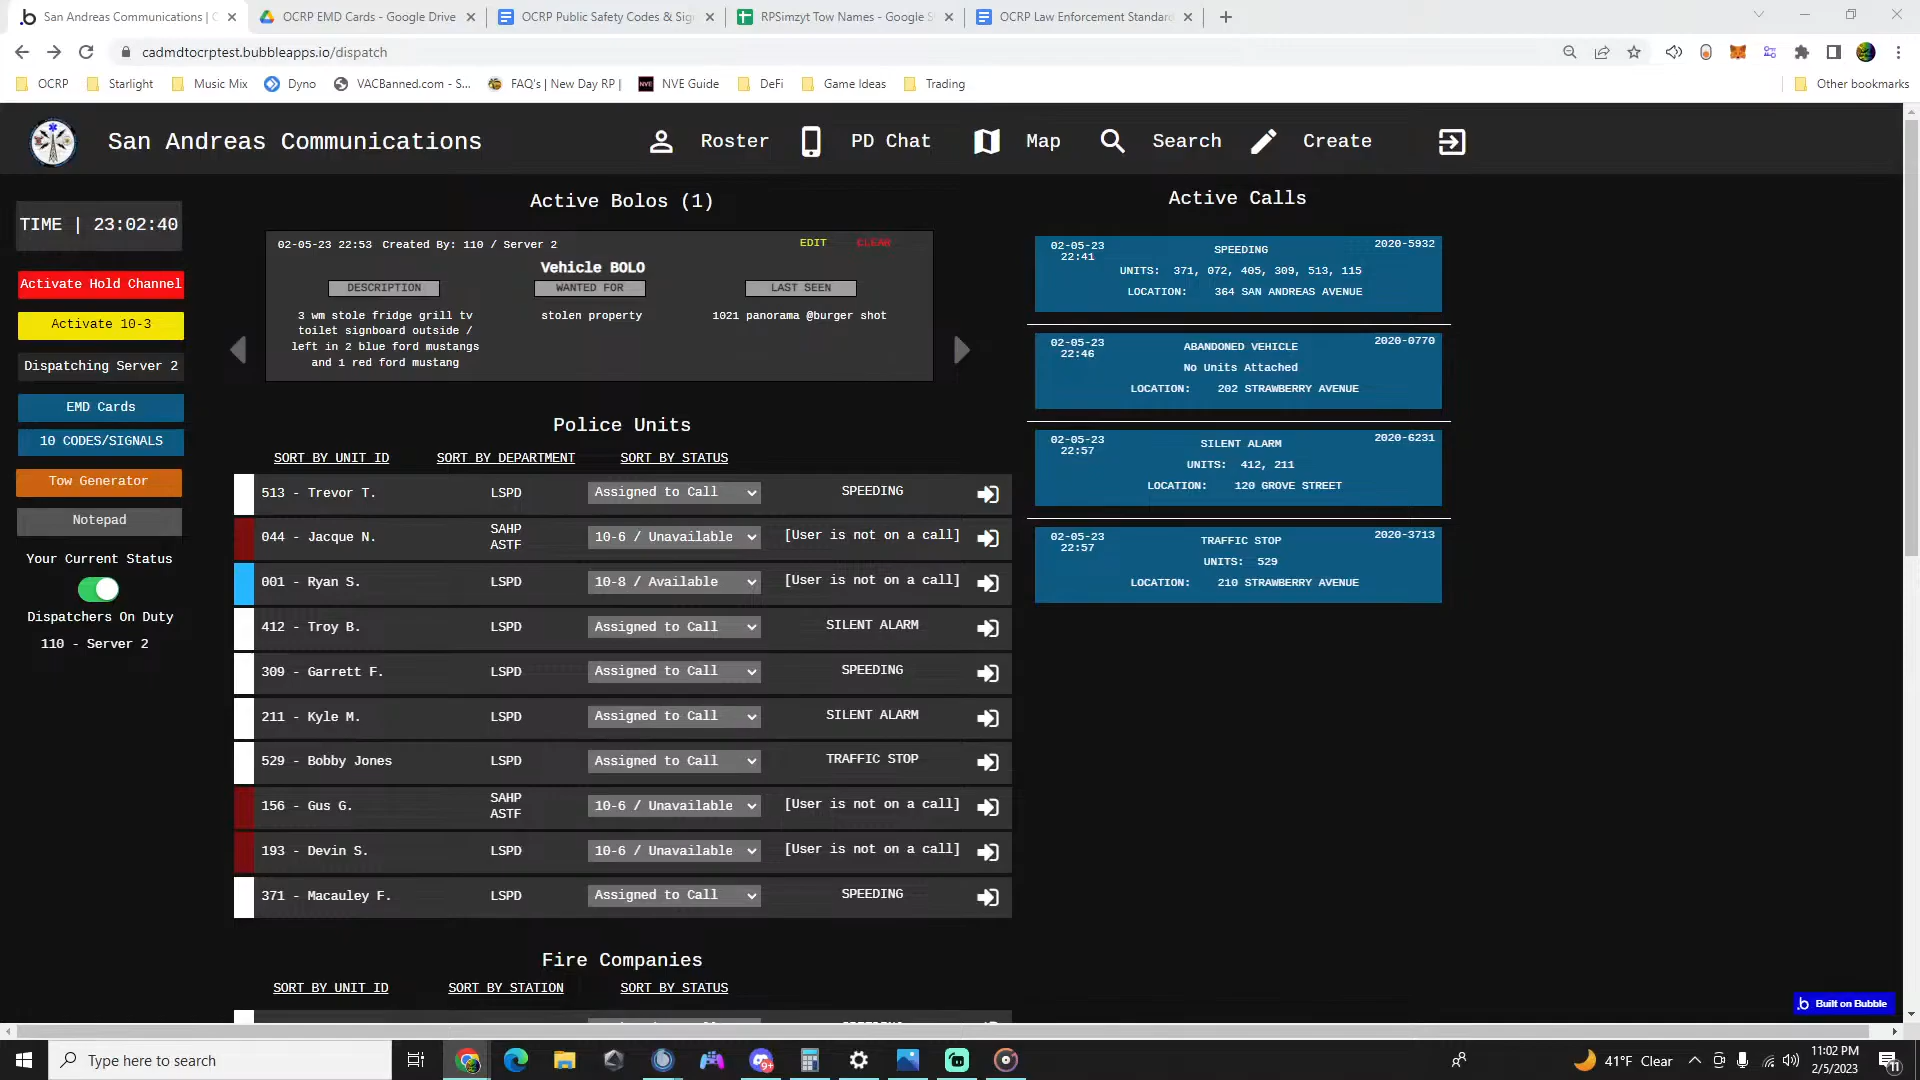 San Andreas Communications | C
OCRP EMD Cards - Google Drive
OCRP Public Safety Codes & Sig
RPSimzyt Tow Names - Google S
OCRP Law Enforcement Standard
cadmdtocrptest.bubbleapps.io/dispatch
OCRP
Starlight
Music Mix
Dyno
VACBanned.com - S...
FAQ's | New Day RP |
NVE Guide
DeFi
Game Ideas
Trading
Other bookmarks
San Andreas Communications
Roster
PD Chat
Map
Search
Create
TIME | 23:02:40
Activate Hold Channel
Activate 10-3
Dispatching Server 2
EMD Cards
10 CODES/SIGNALS
Tow Generator
Notepad
Your Current Status
Dispatchers On Duty
110 - Server 2
Active Bolos (1)
02-05-23 22:53 Created By: 110 / Server 2
EDIT
CLEAR
Vehicle BOLO
DESCRIPTION
WANTED FOR
LAST SEEN
3 wm stole fridge grill tv
toilet signboard outside /
left in 2 blue ford mustangs
and 1 red ford mustang
stolen property
1021 panorama @burger shot
Police Units
SORT BY UNIT ID
SORT BY DEPARTMENT
SORT BY STATUS
513 - Trevor T. LSPD Assigned to Call SPEEDING
044 - Jacque N. SAHP ASTF 10-6 / Unavailable [User is not on a call]
001 - Ryan S. LSPD 10-8 / Available [User is not on a call]
412 - Troy B. LSPD Assigned to Call SILENT ALARM
309 - Garrett F. LSPD Assigned to Call SPEEDING
211 - Kyle M. LSPD Assigned to Call SILENT ALARM
529 - Bobby Jones LSPD Assigned to Call TRAFFIC STOP
156 - Gus G. SAHP ASTF 10-6 / Unavailable [User is not on a call]
193 - Devin S. LSPD 10-6 / Unavailable [User is not on a call]
371 - Macauley F. LSPD Assigned to Call SPEEDING
Fire Companies
SORT BY UNIT ID
SORT BY STATION
SORT BY STATUS
Active Calls
02-05-23 22:41
SPEEDING
2020-5932
UNITS: 371, 072, 405, 309, 513, 115
LOCATION: 364 SAN ANDREAS AVENUE
02-05-23 22:46
ABANDONED VEHICLE
2020-0770
No Units Attached
LOCATION: 202 STRAWBERRY AVENUE
02-05-23 22:57
SILENT ALARM
2020-6231
UNITS: 412, 211
LOCATION: 120 GROVE STREET
02-05-23 22:57
TRAFFIC STOP
2020-3713
UNITS: 529
LOCATION: 210 STRAWBERRY AVENUE
Built on Bubble
Type here to search
9+
41°F Clear
11:02 PM
2/5/2023
11